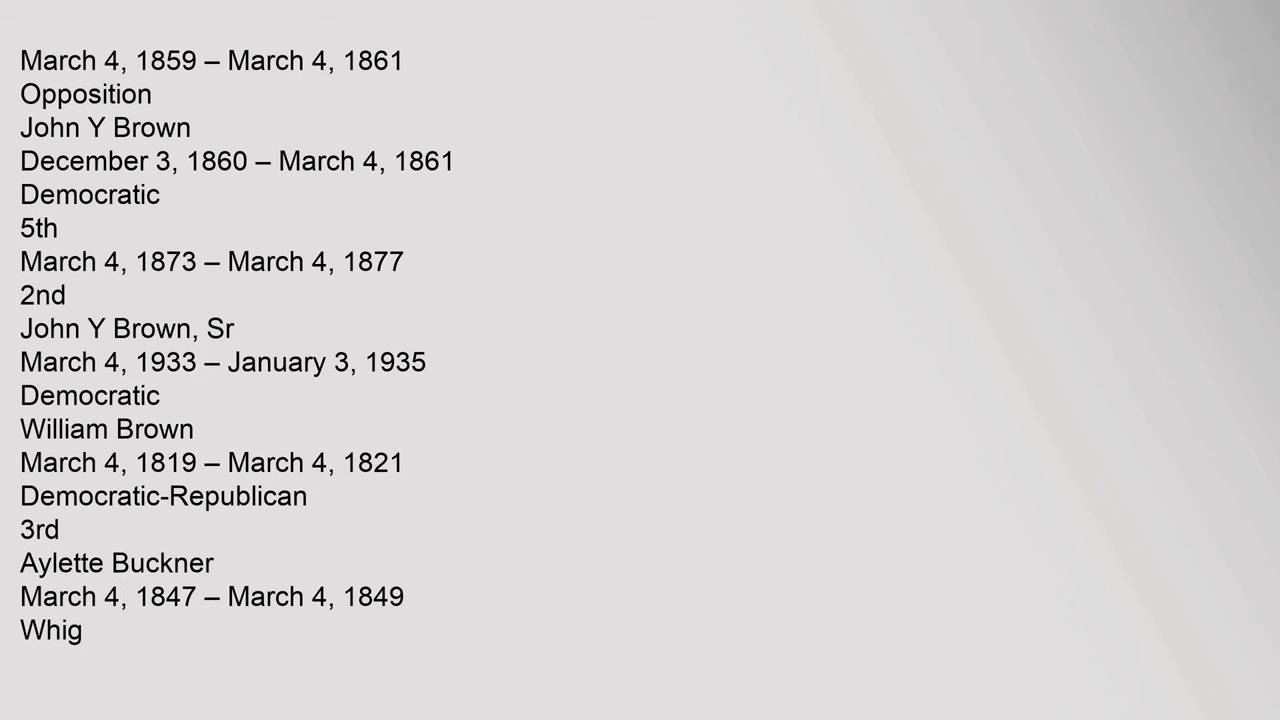 March 4, 1859 – March 4, 1861
Opposition
John Y Brown
December 3, 1860 – March 4, 1861
Democratic
5th
March 4, 1873 – March 4, 1877
2nd
John Y Brown, Sr
March 4, 1933 – January 3, 1935
Democratic
William Brown
March 4, 1819 – March 4, 1821
Democratic-Republican
3rd
Aylette Buckner
March 4, 1847 – March 4, 1849
Whig